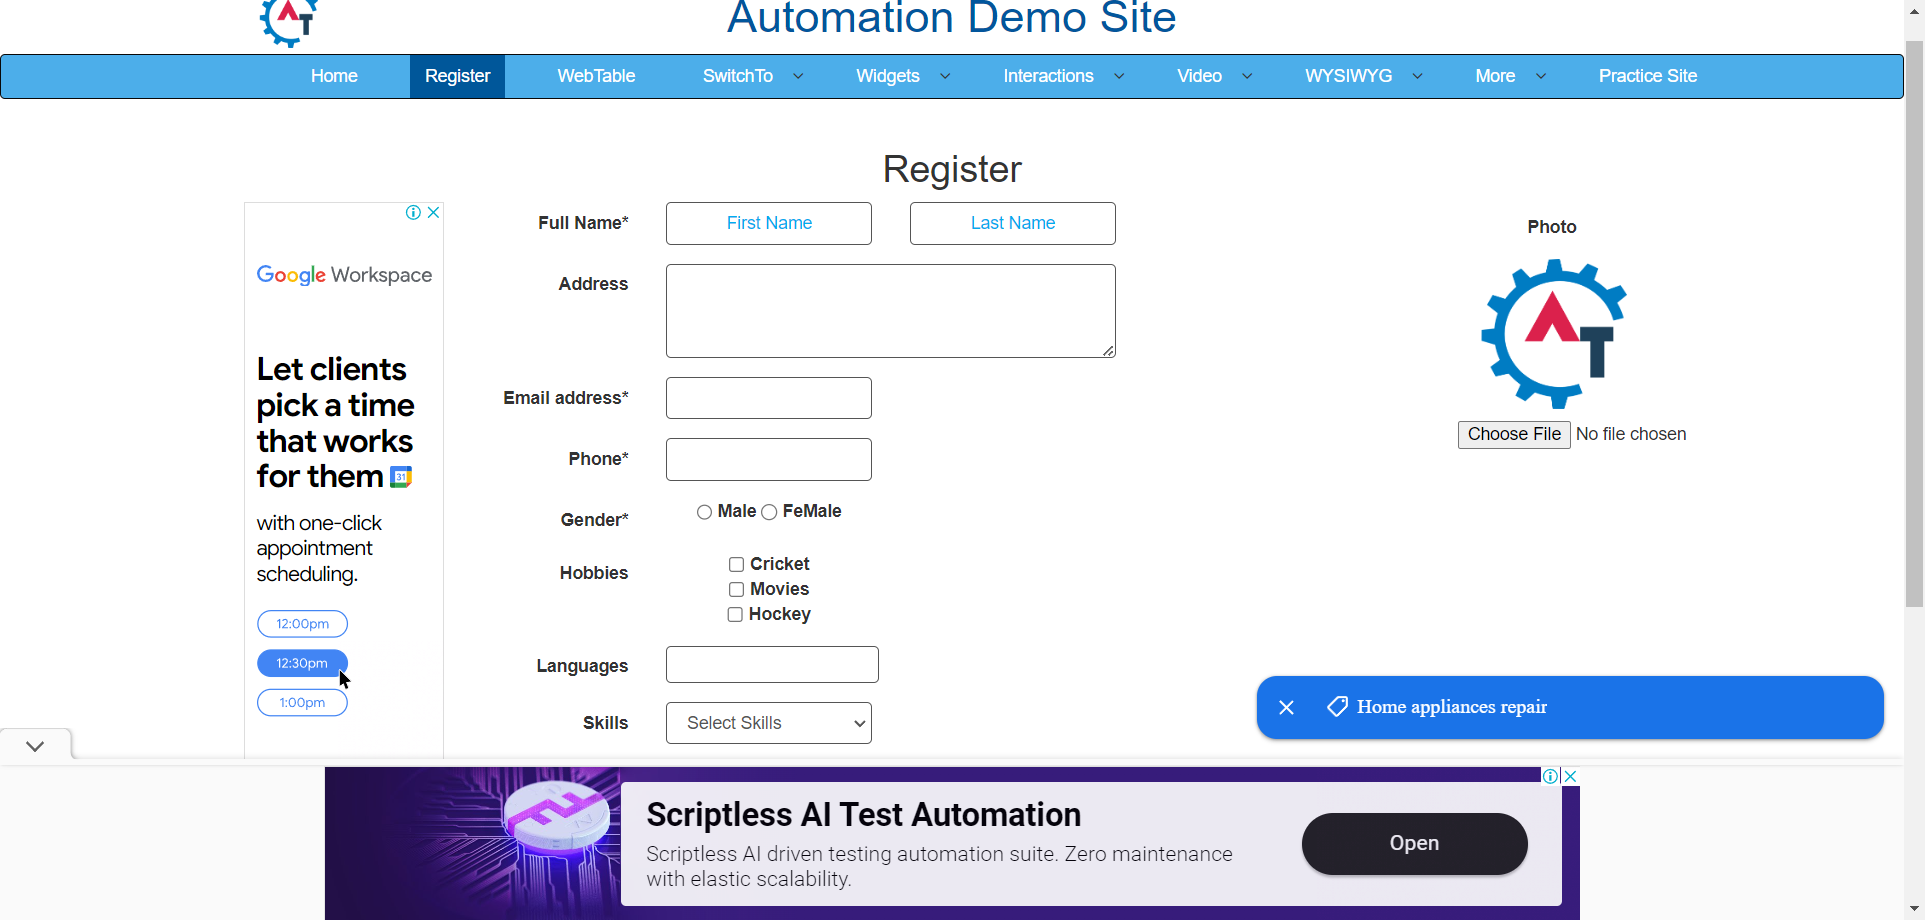 Automation Demo Site
Home Register WebTable SwitchTo Widgets Interactions Video WYSIWYG More Practice Site
Register
Full Name* First Name Last Name
Address
Email address*
Phone*
Gender* Male FeMale
Hobbies
Cricket
Movies
Hockey
Languages
Skills Select Skills
Photo
AT
Choose File No file chosen
Google Workspace
Let clients
pick a time
that works
for them 31
with one-click
appointment
scheduling.
12:00pm
12:30pm
1:00pm
Home appliances repair
Scriptless AI Test Automation
Scriptless AI driven testing automation suite. Zero maintenance
with elastic scalability.
Open